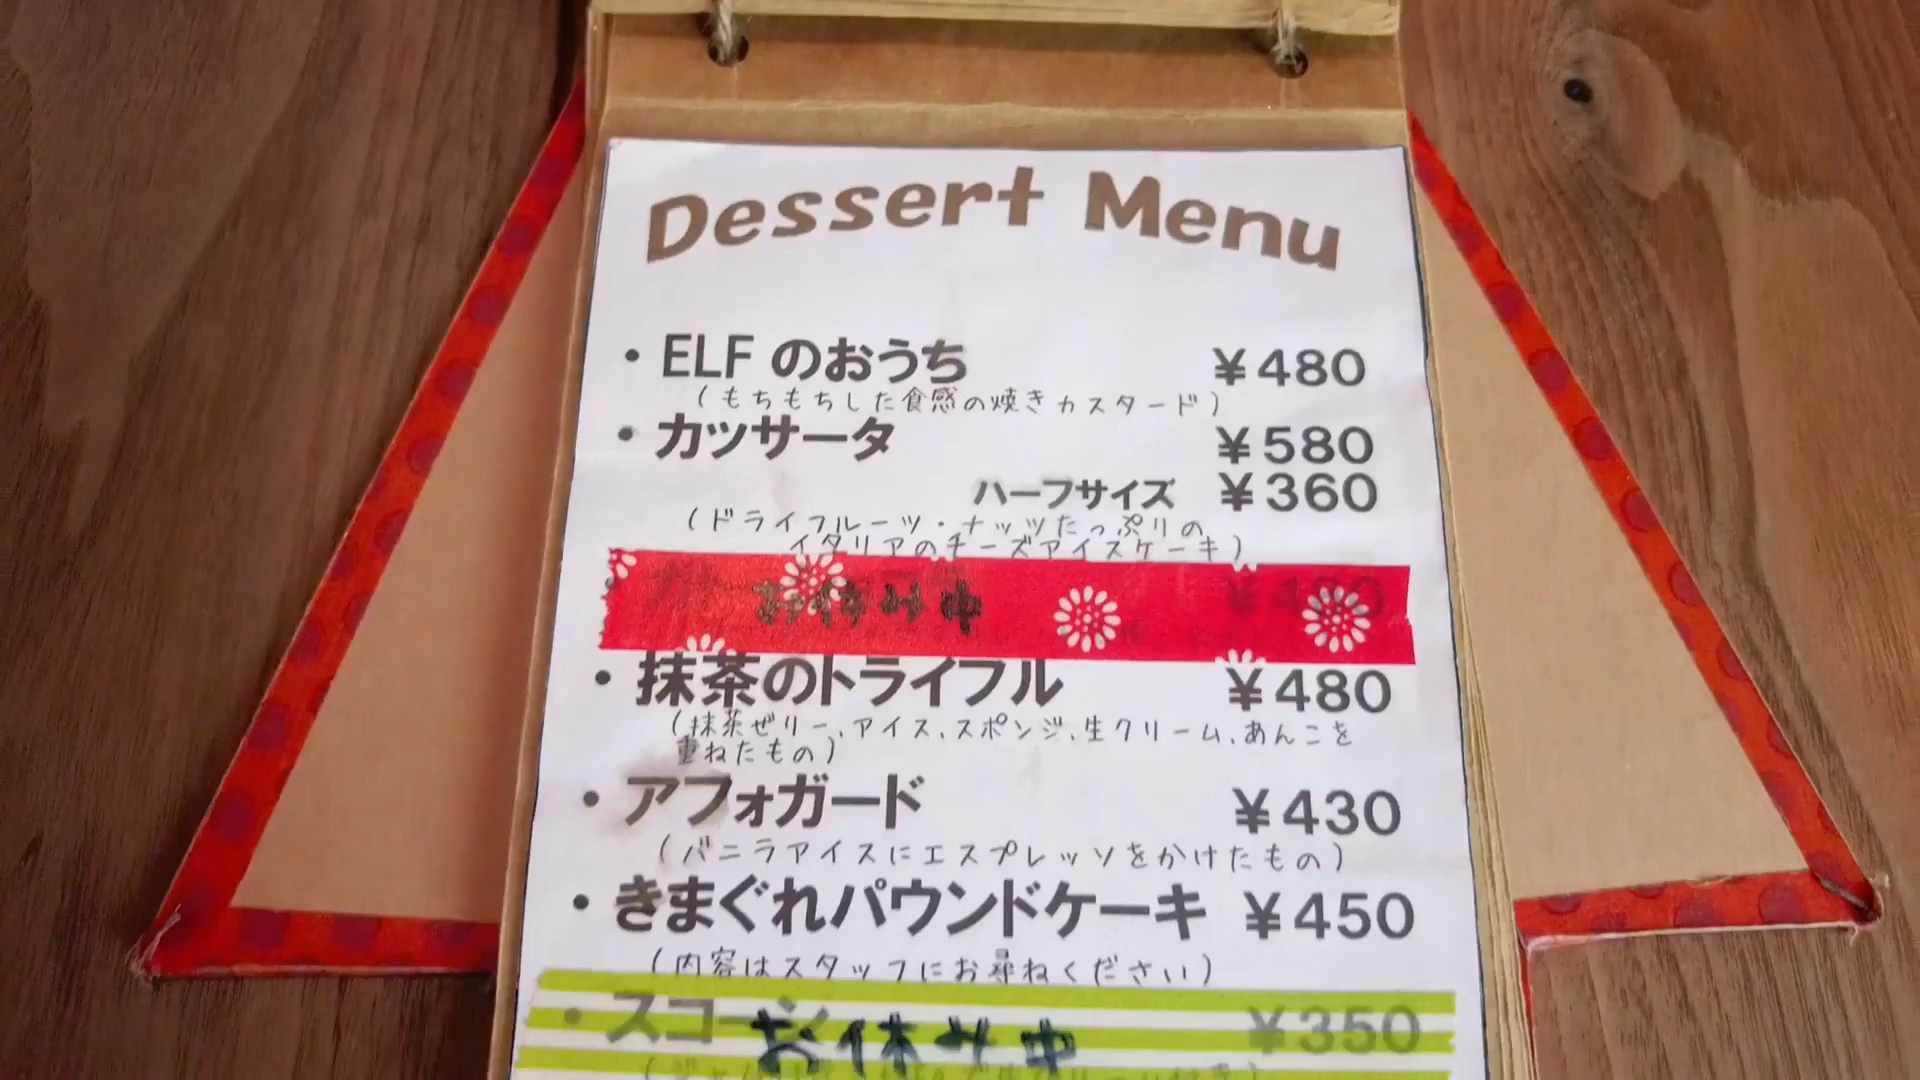 Dessert Menu
・ELF のおうち ¥480
(もちもちした食感の焼きカスタード)
・カッサータ ¥580
ハーフサイズ ¥360
(ドライフルーツ・ナッツたっぷりの
イタリアのチーズアイスケーキ)
お休み中 ¥480
・抹茶のトライフル ¥480
(抹茶ゼリー、アイス、スポンジ、生クリーム、あんこを
重ねたもの)
・アフォガード ¥430
(バニラアイスにエスプレッソをかけたもの)
・きまぐれパウンドケーキ ¥450
(内容はスタッフにお尋ねください)
・スコーン ¥350
お休み中